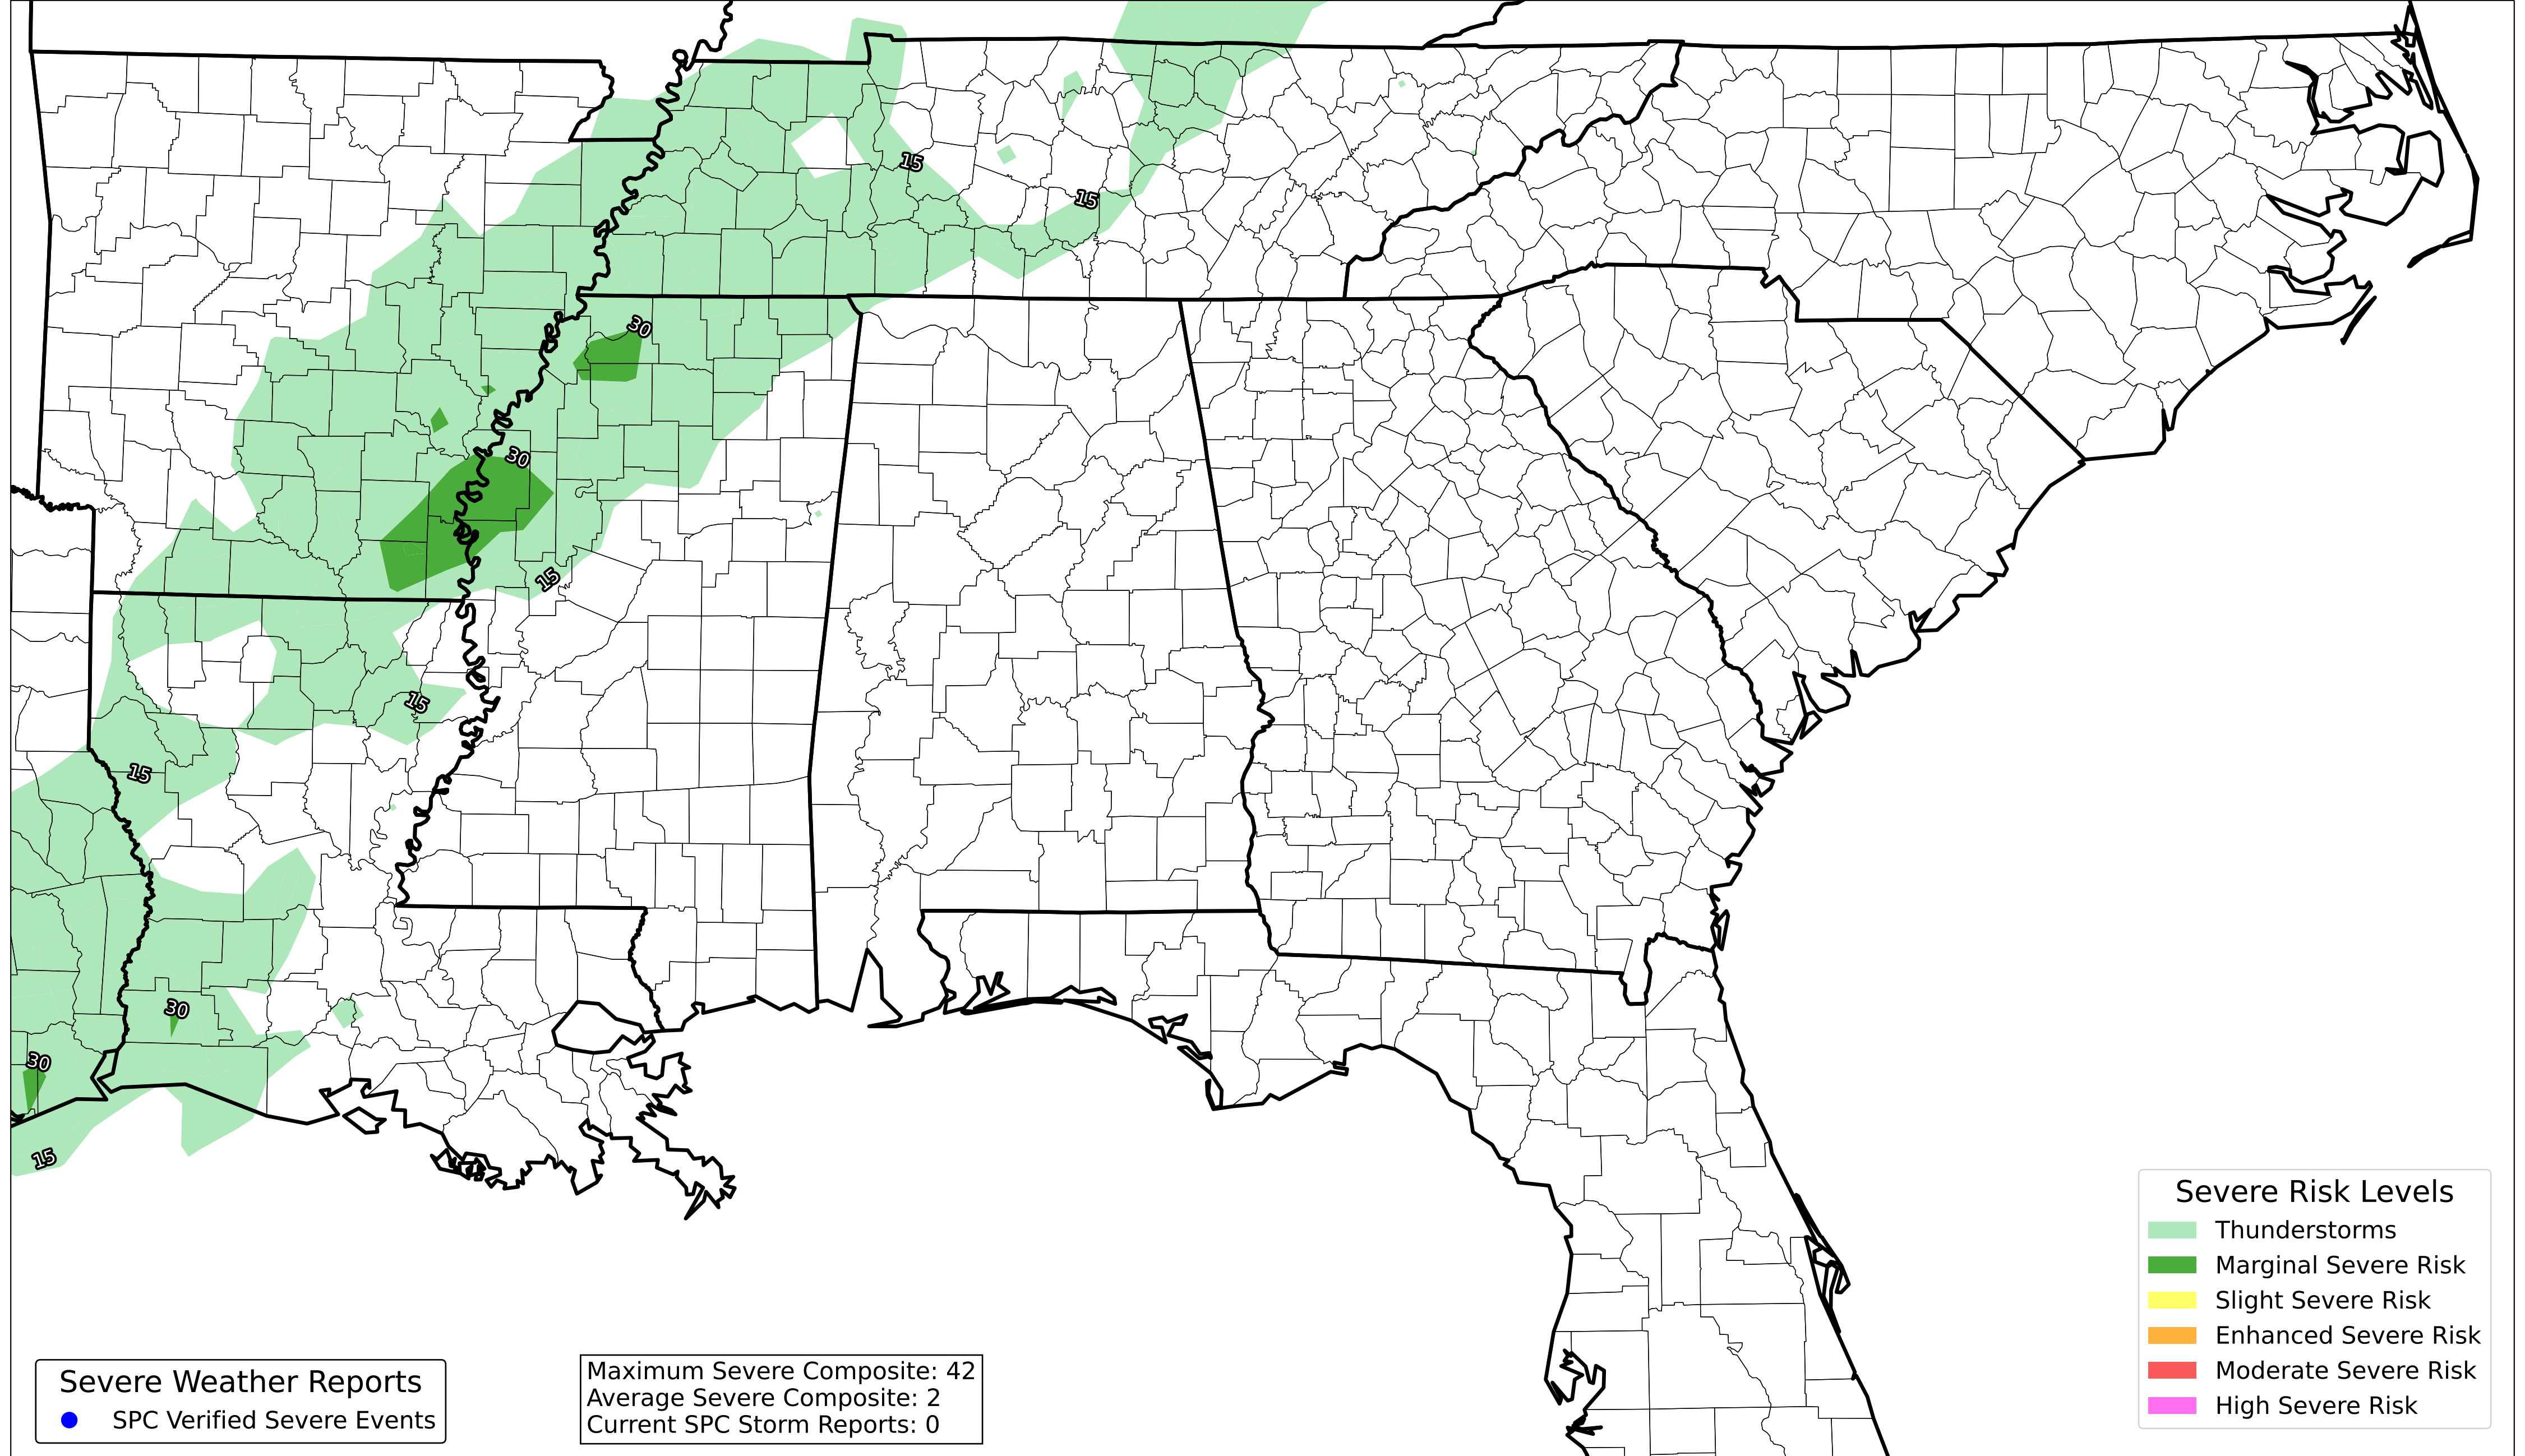 15
15
30
30
15
15
15
30
30
15
Severe Risk Levels
Thunderstorms
Marginal Severe Risk
Slight Severe Risk
Enhanced Severe Risk
Moderate Severe Risk
High Severe Risk
Severe Weather Reports
SPC Verified Severe Events
Maximum Severe Composite: 42
Average Severe Composite: 2
Current SPC Storm Reports: 0